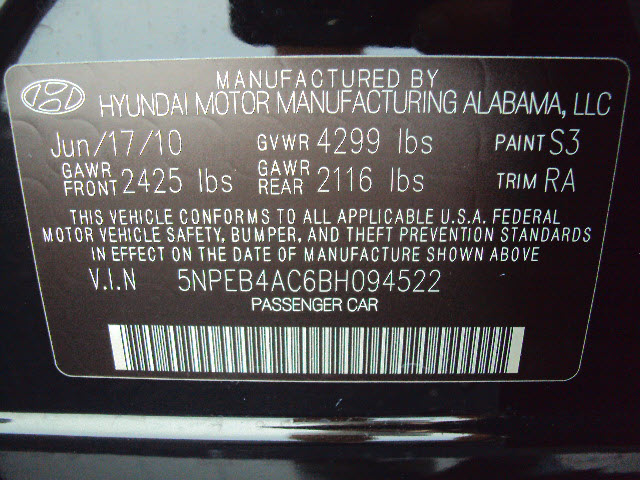 MANUFACTURED BY
HYUNDAI MOTOR MANUFACTURING ALABAMA, LLC
Jun/17/10 GVWR 4299 lbs PAINT S3
GAWR FRONT 2425 lbs GAWR REAR 2116 lbs TRIM RA
THIS VEHICLE CONFORMS TO ALL APPLICABLE U.S.A. FEDERAL
MOTOR VEHICLE SAFETY, BUMPER, AND THEFT PREVENTION STANDARDS
IN EFFECT ON THE DATE OF MANUFACTURE SHOWN ABOVE
V.I.N 5NPEB4AC6BH094522
PASSENGER CAR